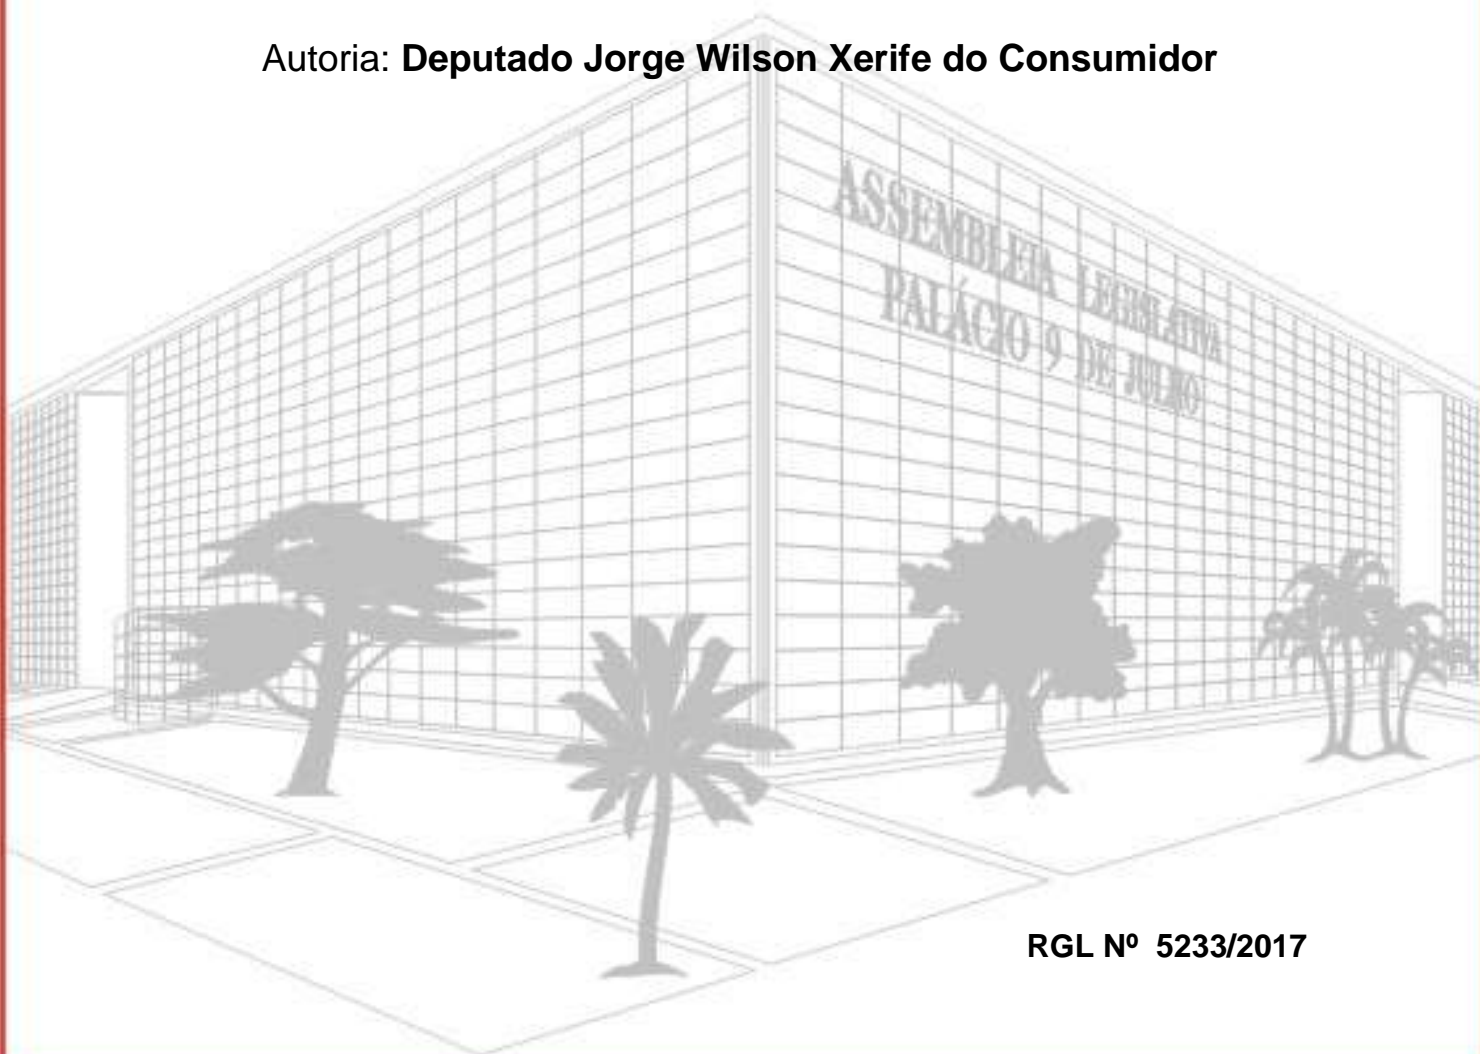 Autoria: Deputado Jorge Wilson Xerife do Consumidor
ASSEMBLEIA LEGISLATIVA
PALÁCIO 9 DE JULHO
RGL Nº 5233/2017